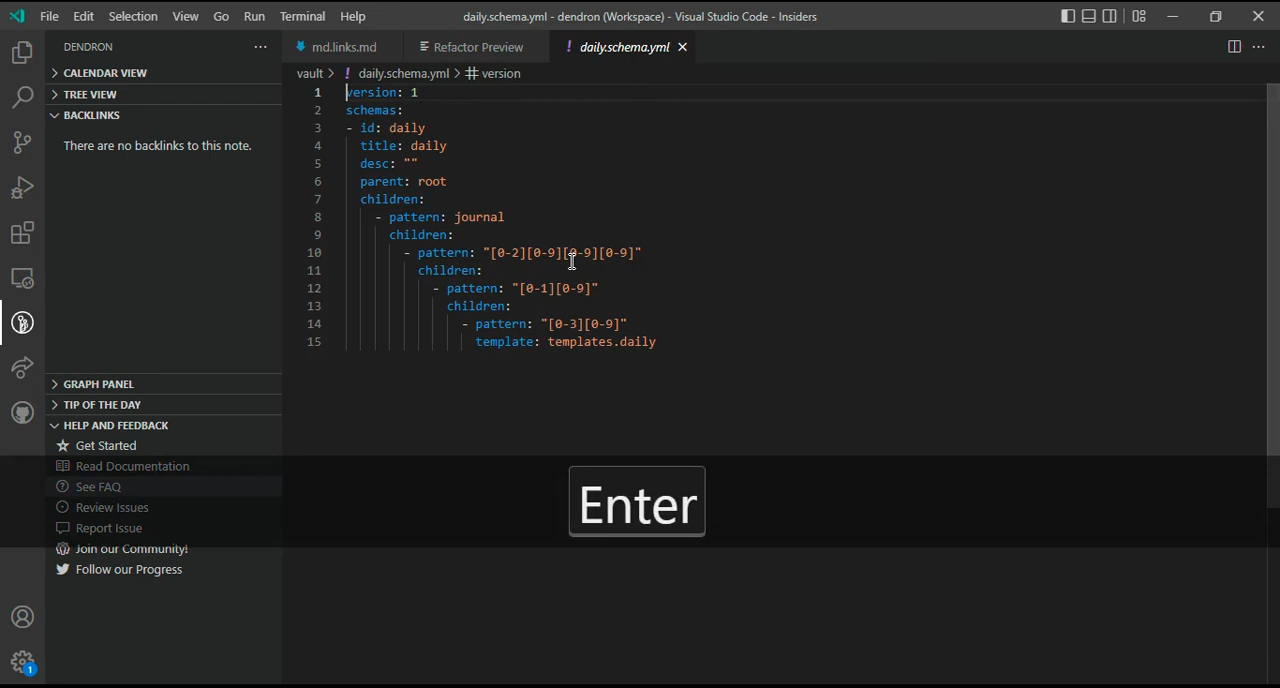 File Edit Selection View Go Run Terminal Help daily.schema.yml - dendron (Workspace) - Visual Studio Code - Insiders
DENDRON ··· md.links.md Refactor Preview ! daily.schema.yml ···
CALENDAR VIEW
vault > ! daily.schema.yml > version
TREE VIEW
BACKLINKS
There are no backlinks to this note.
1 version: 1
2 schemas:
3 - id: daily
4 title: daily
5 desc: ""
6 parent: root
7 children:
8 - pattern: journal
9 children:
10 - pattern: "[0-2][0-9][0-9][0-9]"
11 children:
12 - pattern: "[0-1][0-9]"
13 children:
14 - pattern: "[0-3][0-9]"
15 template: templates.daily
GRAPH PANEL
TIP OF THE DAY
HELP AND FEEDBACK
Get Started
Read Documentation
See FAQ
Review Issues
Report Issue
Join our Community!
Follow our Progress
Enter
1